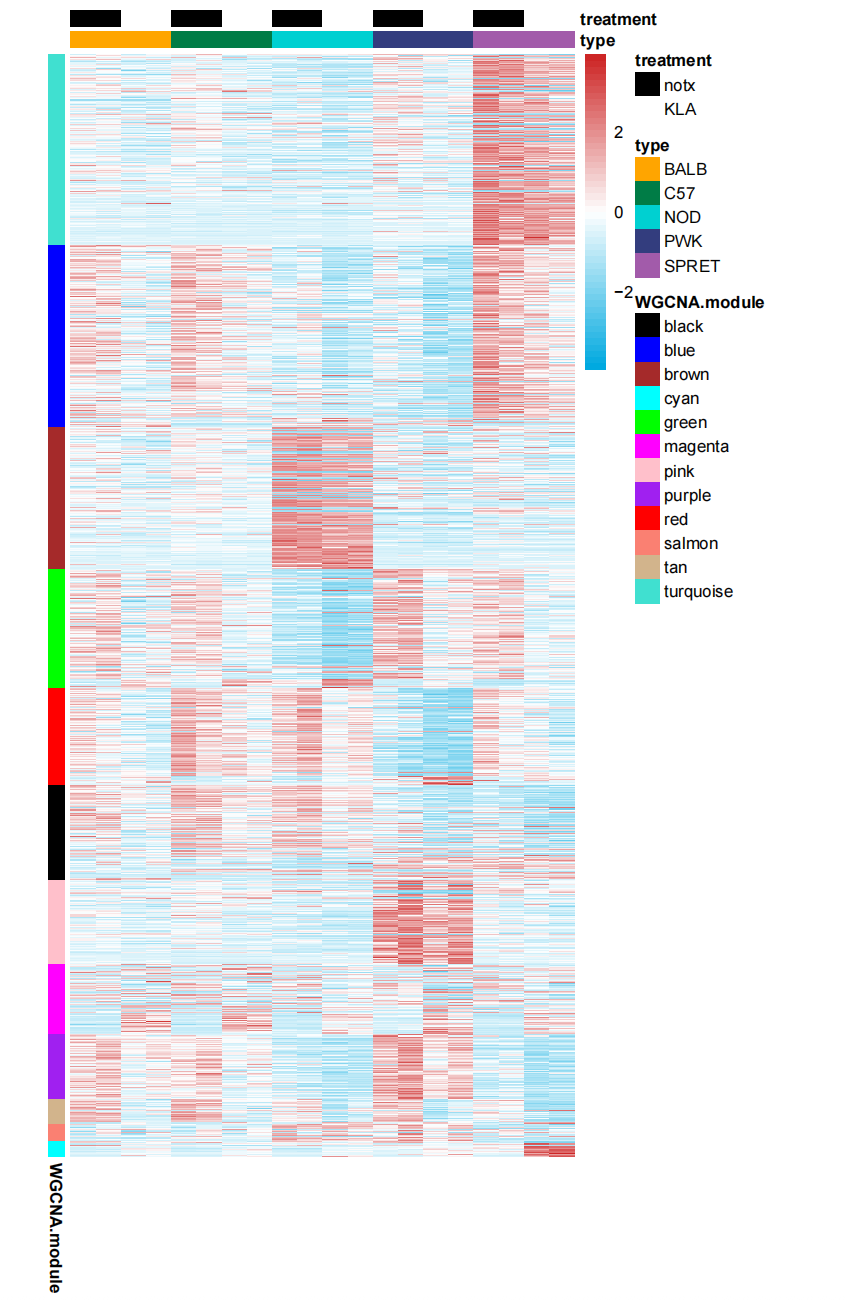 treatment
type
treatment
notx
KLA
type
BALB
C57
NOD
PWK
SPRET
2
0
−2
WGCNA.module
black
blue
brown
cyan
green
magenta
pink
purple
red
salmon
tan
turquoise
WGCNA.module